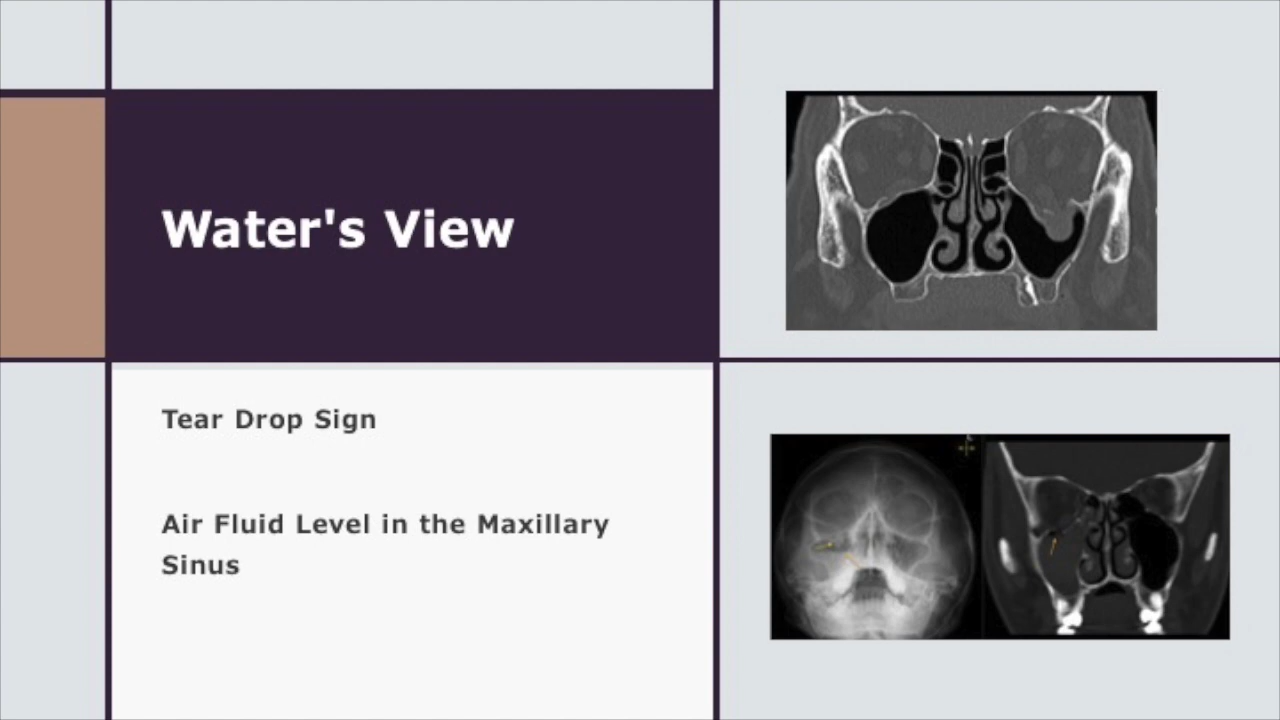 Water's View
Tear Drop Sign
Air Fluid Level in the Maxillary
Sinus